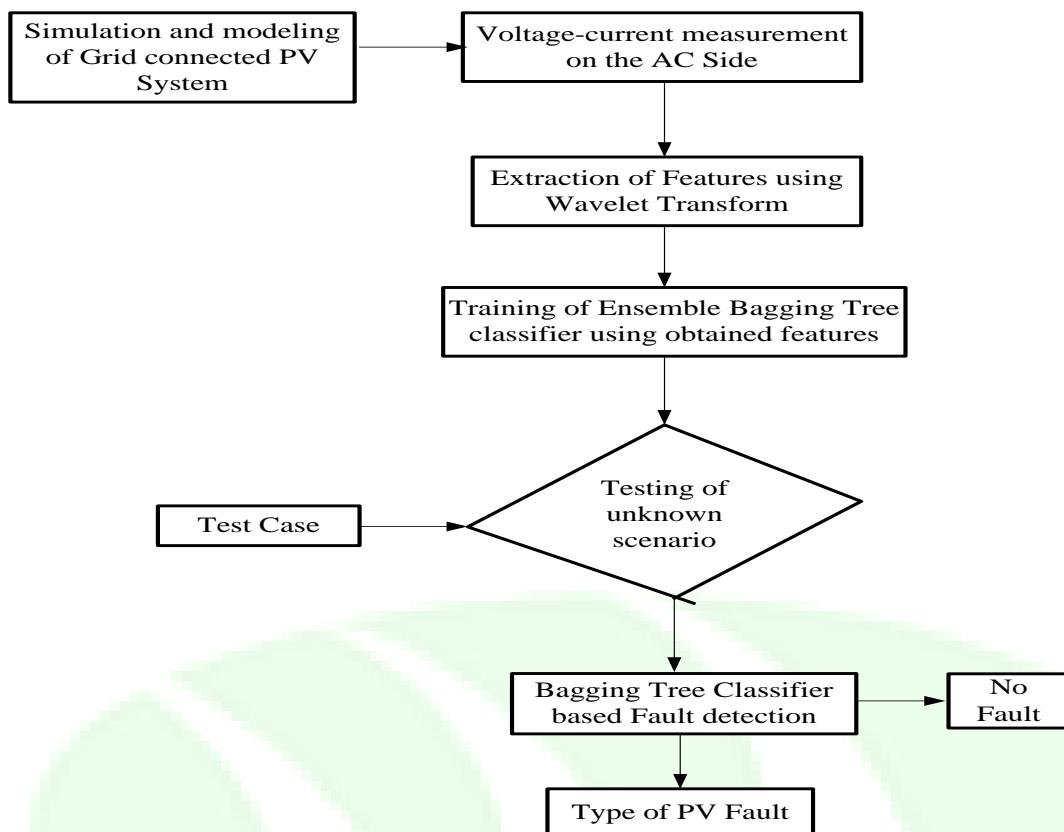 Simulation and modeling
of Grid connected PV
System
Voltage-current measurement
on the AC Side
Extraction of Features using
Wavelet Transform
Training of Ensemble Bagging Tree
classifier using obtained features
Testing of
unknown
scenario
Test Case
Bagging Tree Classifier
based Fault detection
No
Fault
Type of PV Fault